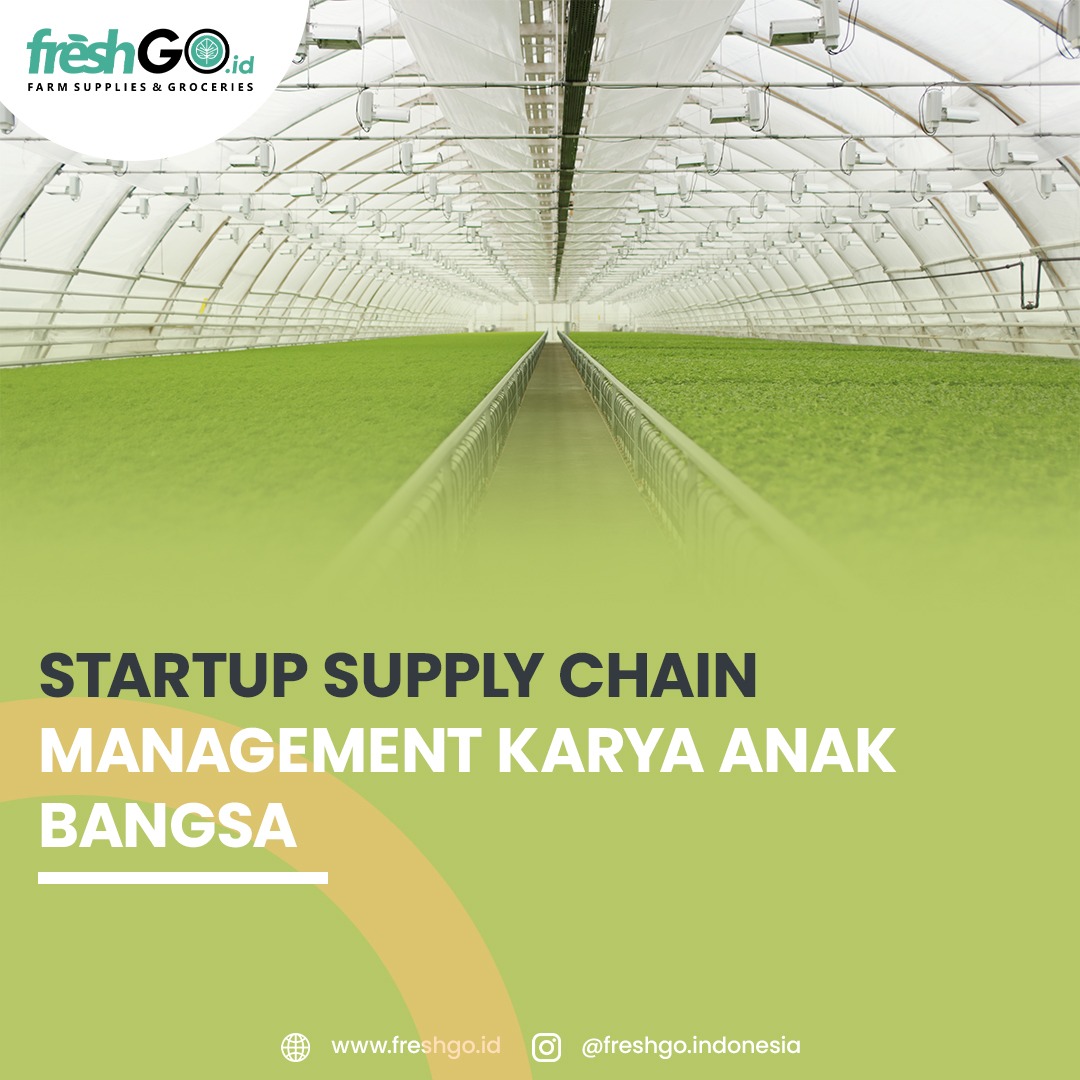 freshGO.id
FARM SUPPLIES & GROCERIES
STARTUP SUPPLY CHAIN
MANAGEMENT KARYA ANAK
BANGSA
www.freshgo.id @freshgo.indonesia